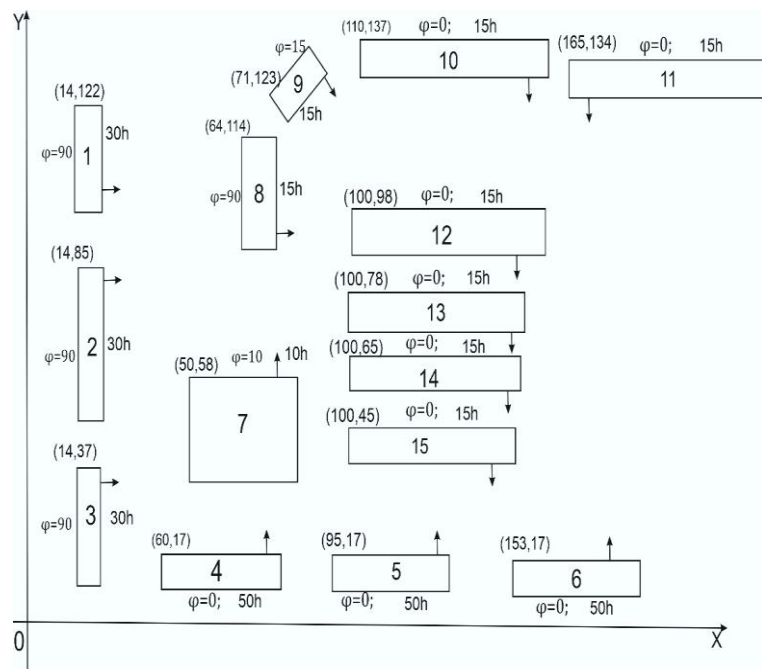 Y
(110,137) φ=0; 15h
10
(165,134) φ=0; 15h
11
φ=15
(71,123)
9
15h
(14,122)
30h
φ=90
1
(64,114)
φ=90
8
15h
(100,98) φ=0; 15h
12
(14,85)
φ=90
2
30h
(100,78) φ=0; 15h
13
(100,65) φ=0; 15h
14
(50,58) φ=10 10h
7
(100,45) φ=0; 15h
15
(14,37)
φ=90
3
30h
(60,17)
4
φ=0; 50h
(95,17)
5
φ=0; 50h
(153,17)
6
φ=0; 50h
0
X